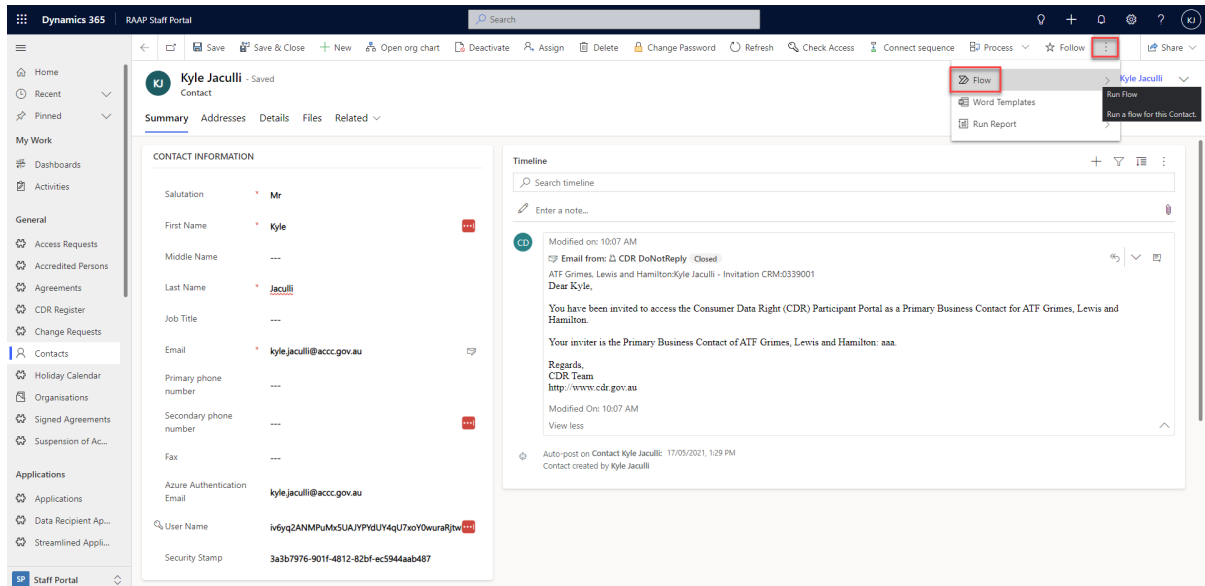 Dynamics 365 RAAP Staff Portal Search KJ
Save Save & Close New Open org chart Deactivate Assign Delete Change Password Refresh Check Access Connect sequence Process Follow Share
Home
Recent
Pinned
My Work
Dashboards
Activities
General
Access Requests
Accredited Persons
Agreements
CDR Register
Change Requests
Contacts
Holiday Calendar
Organisations
Signed Agreements
Suspension of Ac...
Applications
Applications
Data Recipient Ap...
Streamlined Appli...
SP Staff Portal
KJ Kyle Jaculli - Saved
Contact
Summary Addresses Details Files Related
Flow
Word Templates
Run Report
Kyle Jaculli
Run Flow
Run a flow for this Contact.
CONTACT INFORMATION
Salutation * Mr
First Name * Kyle
Middle Name ---
Last Name * Jaculli
Job Title ---
Email * kyle.jaculli@accc.gov.au
Primary phone
number ---
Secondary phone
number ---
Fax ---
Azure Authentication
Email kyle.jaculli@accc.gov.au
User Name iv6yq2ANMPuMx5UAJYPYdUY4qU7xoY0wuraRjtw
Security Stamp 3a3b7976-901f-4812-82bf-ec5944aab487
Timeline
Search timeline
Enter a note...
CD Modified on: 10:07 AM
Email from: CDR DoNotReply Closed
ATF Grimes, Lewis and Hamilton:Kyle Jaculli - Invitation CRM:0339001
Dear Kyle,
You have been invited to access the Consumer Data Right (CDR) Participant Portal as a Primary Business Contact for ATF Grimes, Lewis and
Hamilton.
Your inviter is the Primary Business Contact of ATF Grimes, Lewis and Hamilton: aaa.
Regards,
CDR Team
http://www.cdr.gov.au
Modified On: 10:07 AM
View less
Auto-post on Contact Kyle Jaculli: 17/05/2021, 1:29 PM
Contact created by Kyle Jaculli